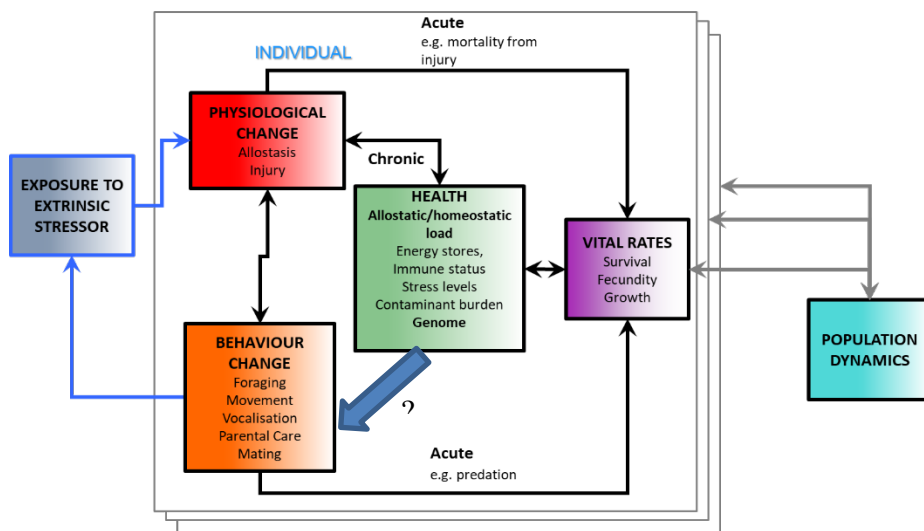 Acute
e.g. mortality from
injury
INDIVIDUAL
PHYSIOLOGICAL
CHANGE
Allostasis
Injury
Chronic
EXPOSURE TO
EXTRINSIC
STRESSOR
HEALTH
Allostatic/homeostatic
load
Energy stores,
Immune status
Stress levels
Contaminant burden
Genome
VITAL RATES
Survival
Fecundity
Growth
BEHAVIOUR
CHANGE
Foraging
Movement
Vocalisation
Parental Care
Mating
?
POPULATION
DYNAMICS
Acute
e.g. predation